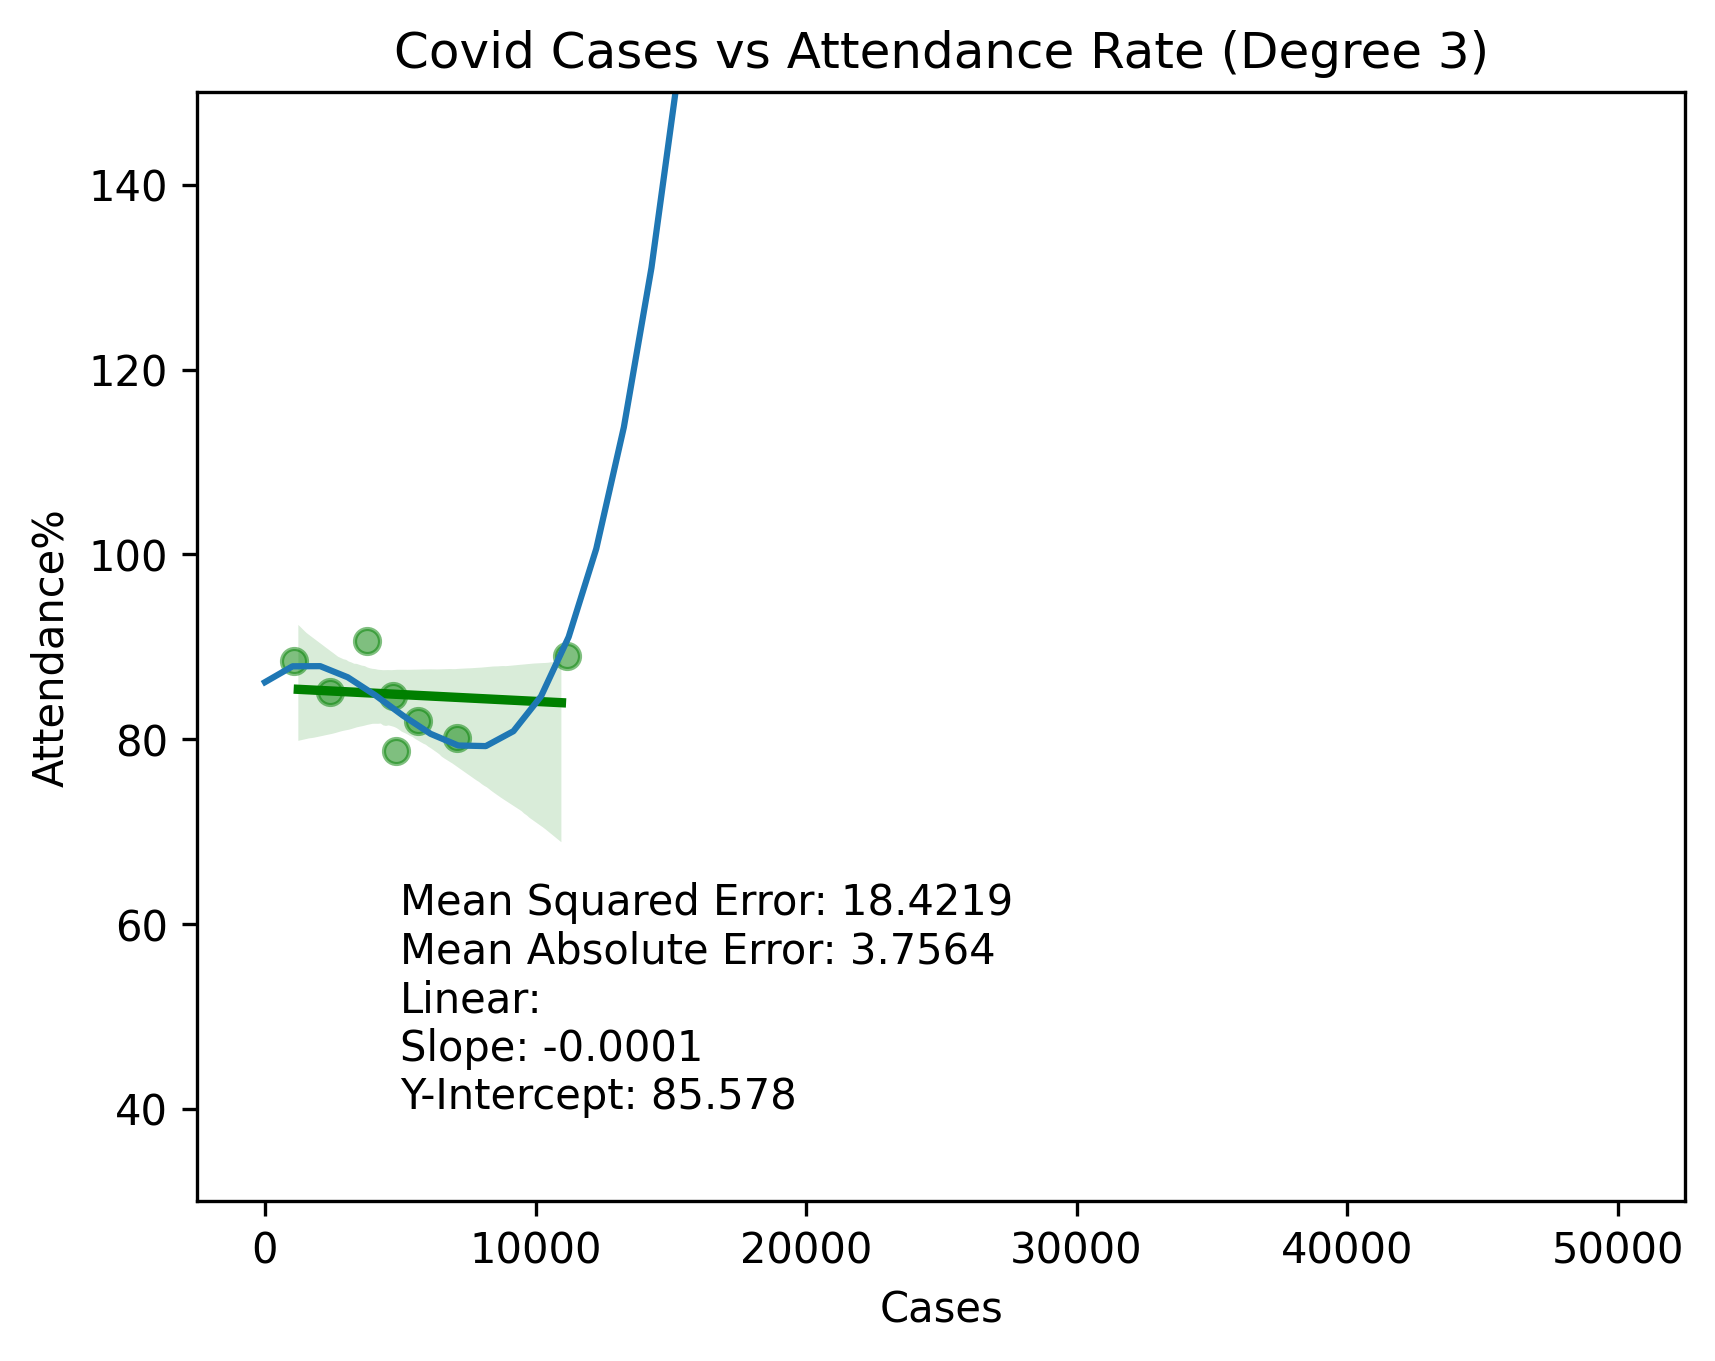 Covid Cases vs Attendance Rate (Degree 3)
140
120
100
80
60
40
Attendance%
Mean Squared Error: 18.4219
Mean Absolute Error: 3.7564
Linear:
Slope: -0.0001
Y-Intercept: 85.578
0 10000 20000 30000 40000 50000
Cases